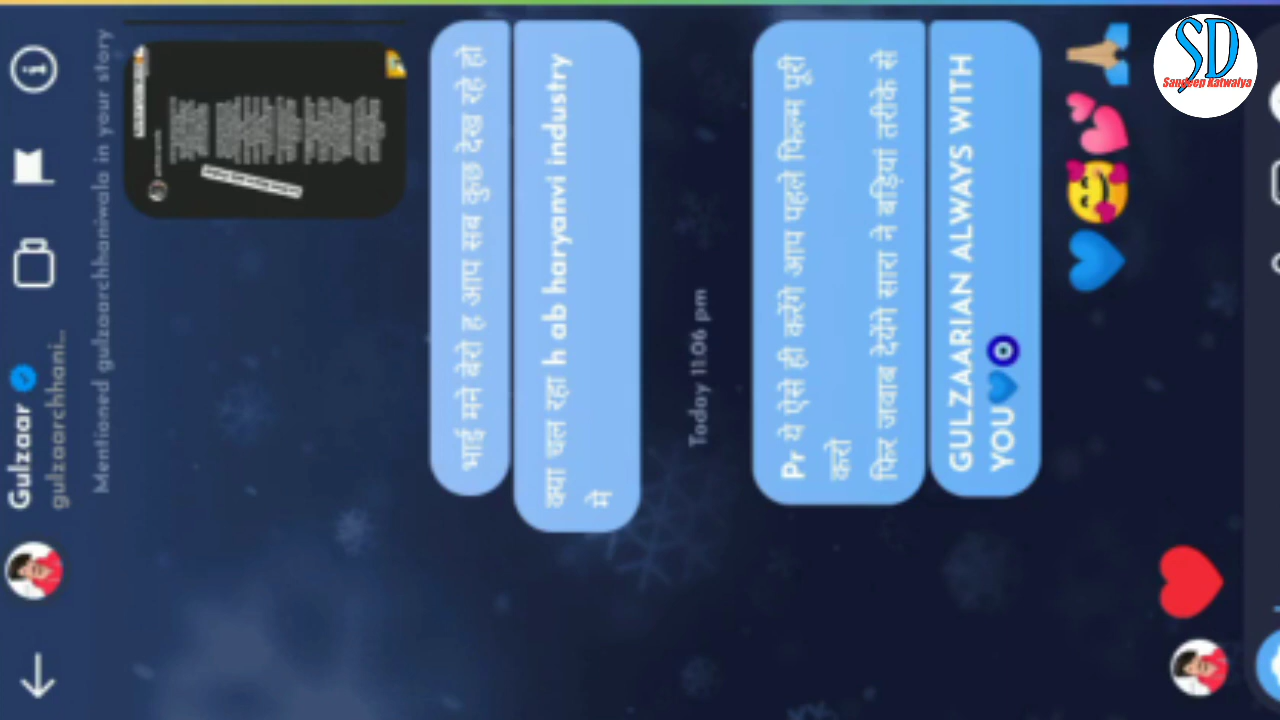 Gulzaar
gulzaarchhani...
Mentioned gulzaarchhaniwala in your story
भाई मने बेरो ह आप सब कुछ देख रहे हो
क्या चल रहा h ab haryanvi industry
मे
Today 11:06 pm
Pr ये ऐसे ही करेंगे आप पहले फिल्म पूरी
करो
फिर जवाब देयेंगे सारा ने बड़ियां तरीके से
GULZAARIAN ALWAYS WITH
YOU
SD
Sandeep Katwalya